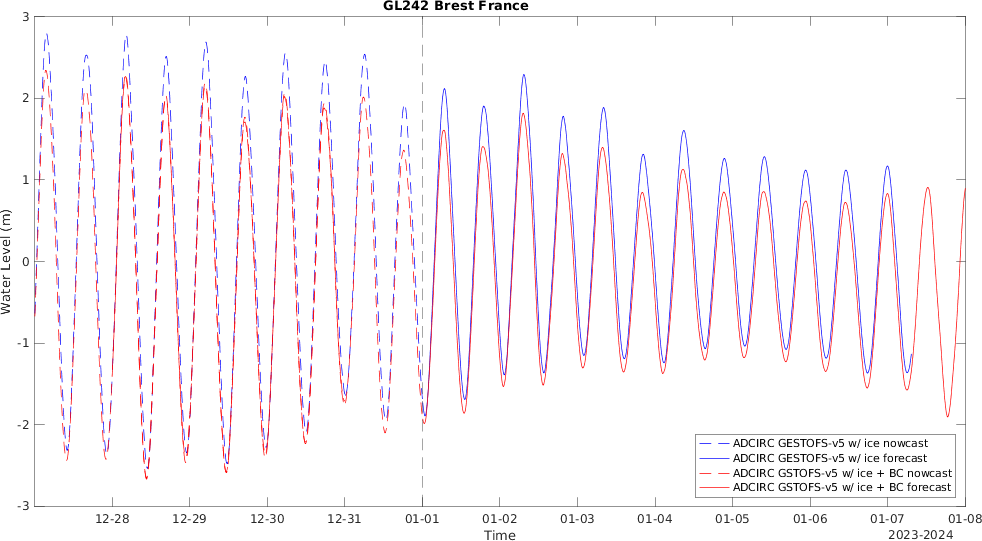 GL242 Brest France
3
2
1
0
-1
-2
-3
Water Level (m)
ADCIRC GESTOFS-v5 w/ ice nowcast
ADCIRC GESTOFS-v5 w/ ice forecast
ADCIRC GSTOFS-v5 w/ ice + BC nowcast
ADCIRC GSTOFS-v5 w/ ice + BC forecast
12-28 12-29 12-30 12-31 01-01 01-02 01-03 01-04 01-05 01-06 01-07 01-08
Time
2023-2024